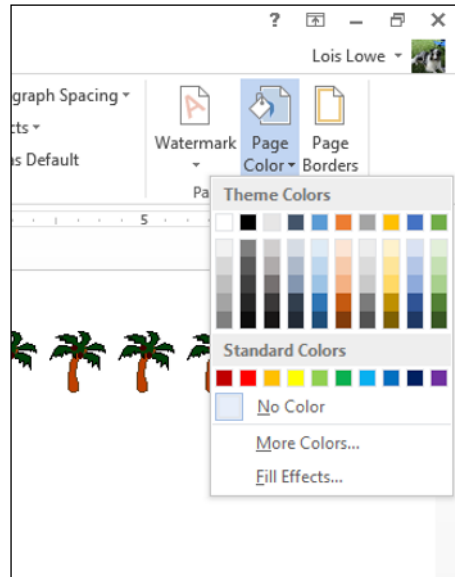 ?
Lois Lowe
graph Spacing
cts
as Default
Watermark
Page Color
Page Borders
Pa
5
Theme Colors
Standard Colors
No Color
More Colors...
Fill Effects...